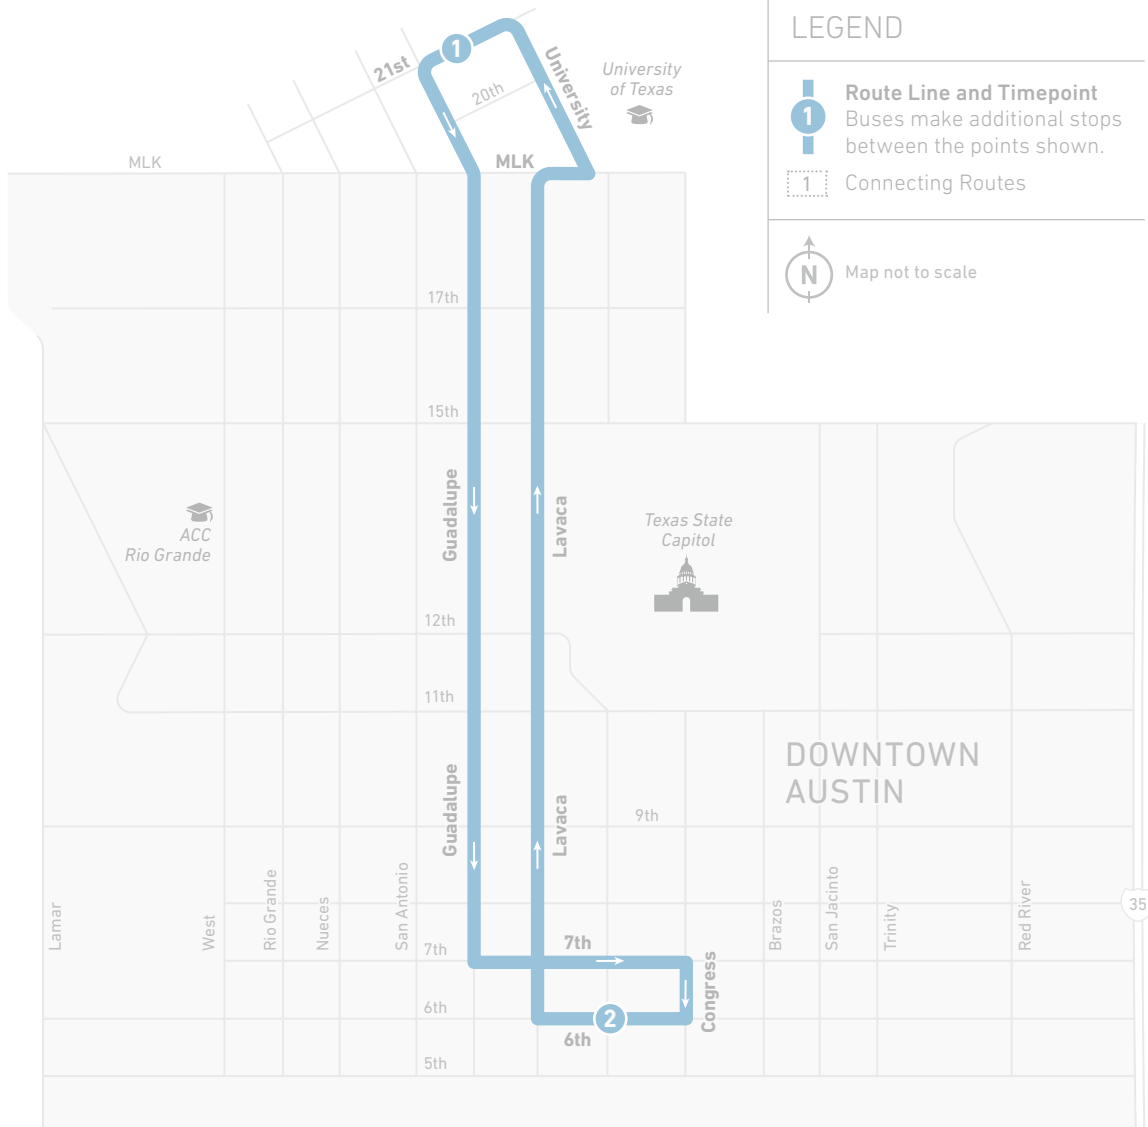 LEGEND
1
Route Line and Timepoint
Buses make additional stops
between the points shown.
1
Connecting Routes
N
Map not to scale
21st
1
20th
University
University
of Texas
MLK
MLK
17th
15th
Guadalupe
Lavaca
ACC
Rio Grande
Texas State
Capitol
12th
11th
DOWNTOWN
AUSTIN
Guadalupe
Lavaca
9th
Lamar
West
Rio Grande
Nueces
San Antonio
Brazos
San Jacinto
Trinity
Red River
35
7th
7th
Congress
6th
2
6th
5th